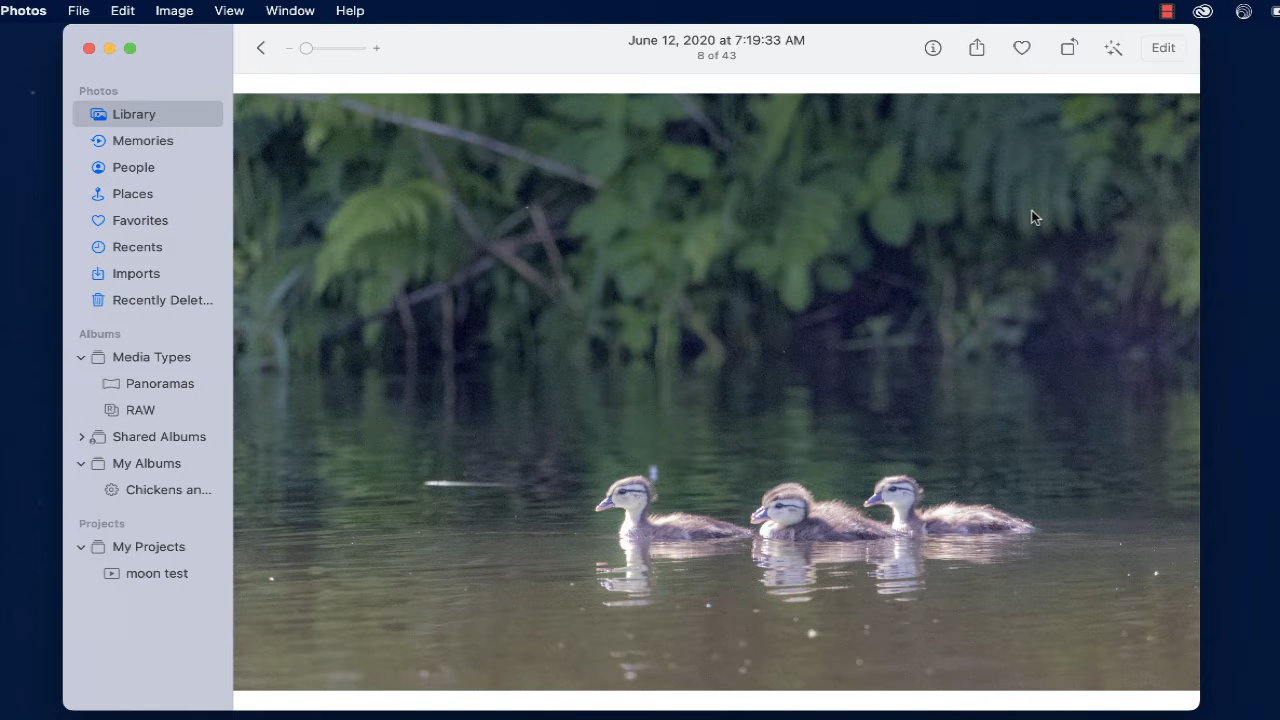 Photos File Edit Image View Window Help
June 12, 2020 at 7:19:33 AM
8 of 43
Edit
Photos
Library
Memories
People
Places
Favorites
Recents
Imports
Recently Delet...
Albums
Media Types
Panoramas
RAW
Shared Albums
My Albums
Chickens an...
Projects
My Projects
moon test